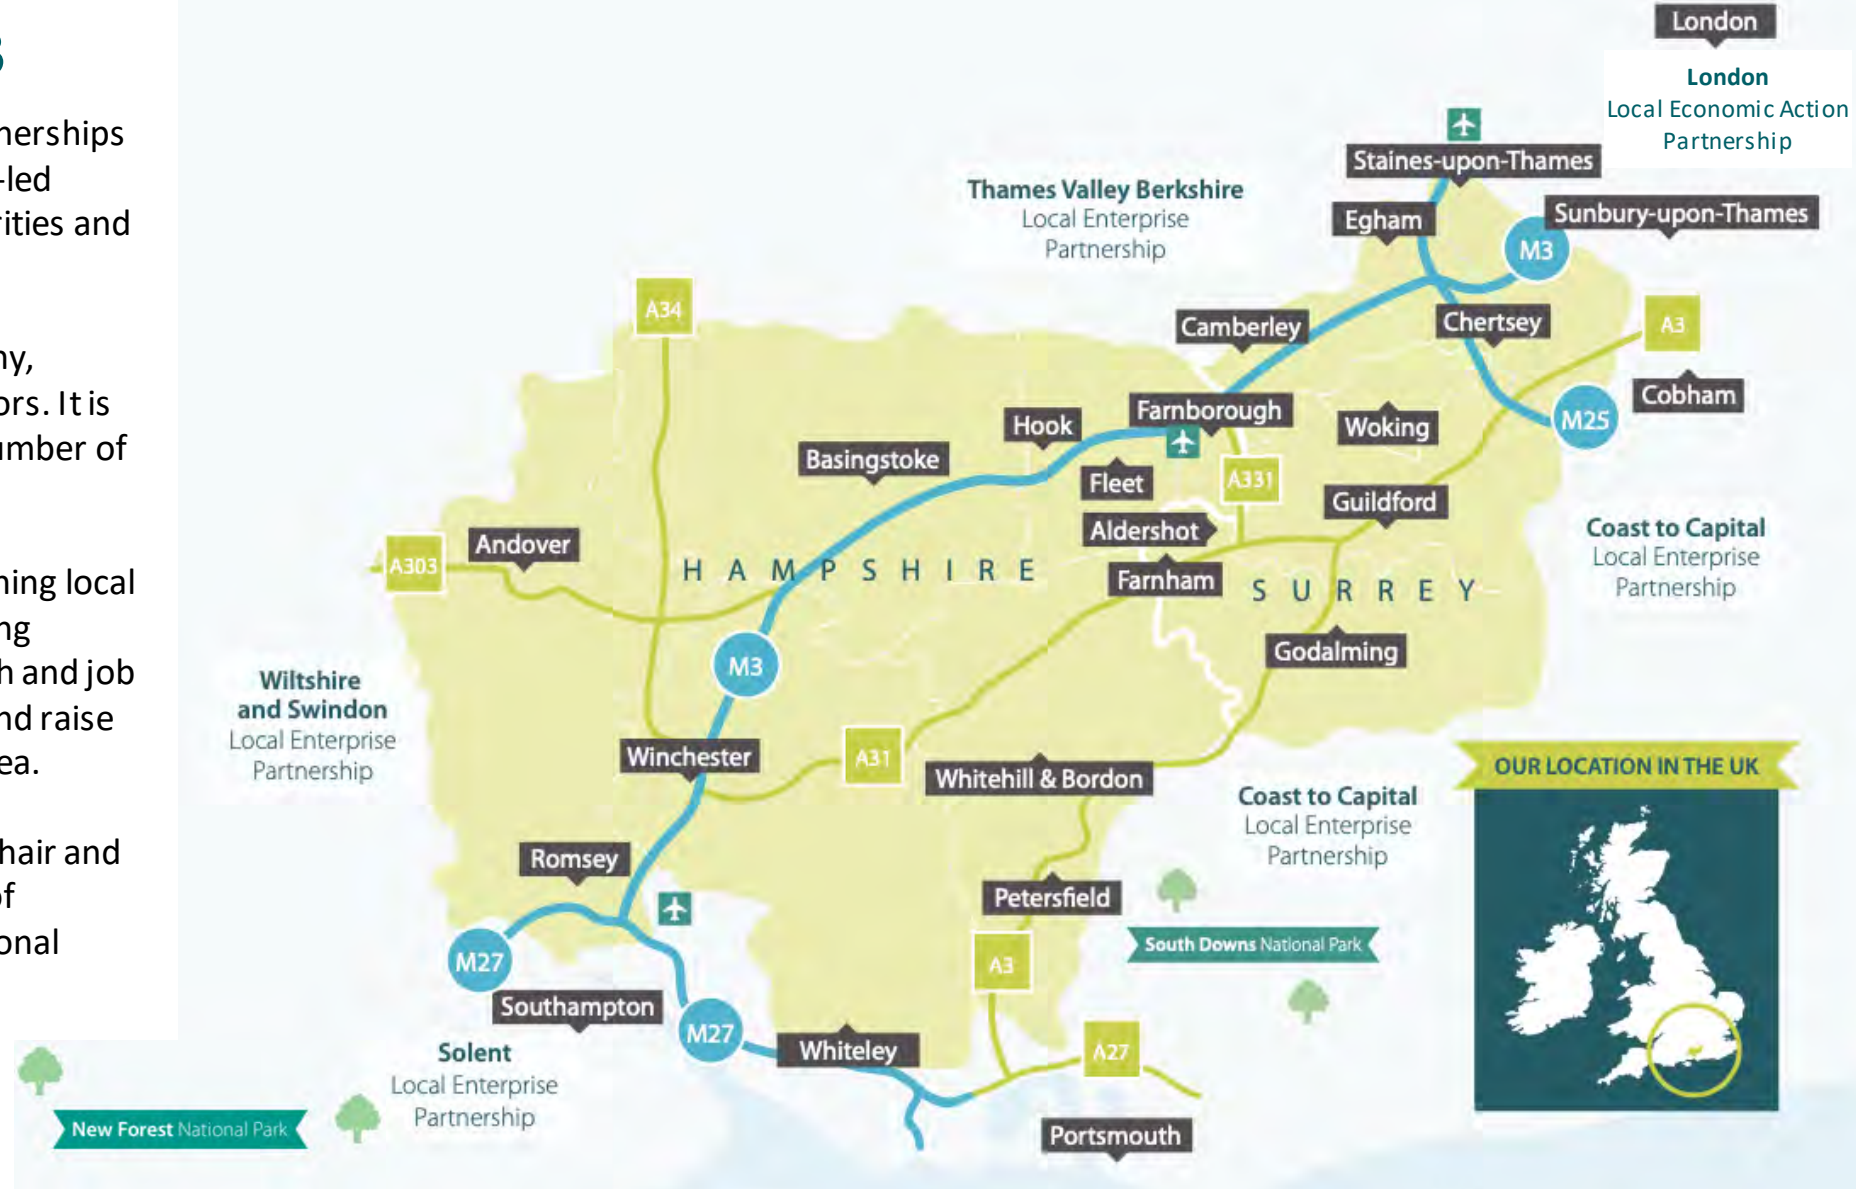 nerships
-led
rities and
ny,
ors. It is
umber of
ning local
ng
h and job
nd raise
ea.
hair and
of
onal
London
London
Local Economic Action
Partnership
Staines-upon-Thames
Thames Valley Berkshire
Local Enterprise
Partnership
Egham
Sunbury-upon-Thames
M3
A34
Camberley
Chertsey
A3
Cobham
Hook
Farnborough
Woking
M25
Basingstoke
Fleet
A331
Guildford
Aldershot
Andover
A303
HAMPSHIRE
Farnham
SURREY
Coast to Capital
Local Enterprise
Partnership
Godalming
M3
Wiltshire
and Swindon
Local Enterprise
Partnership
Winchester
A31
Whitehill & Bordon
Coast to Capital
Local Enterprise
Partnership
OUR LOCATION IN THE UK
Romsey
Petersfield
South Downs National Park
M27
A3
Southampton
M27
Whiteley
A27
Solent
Local Enterprise
Partnership
New Forest National Park
Portsmouth